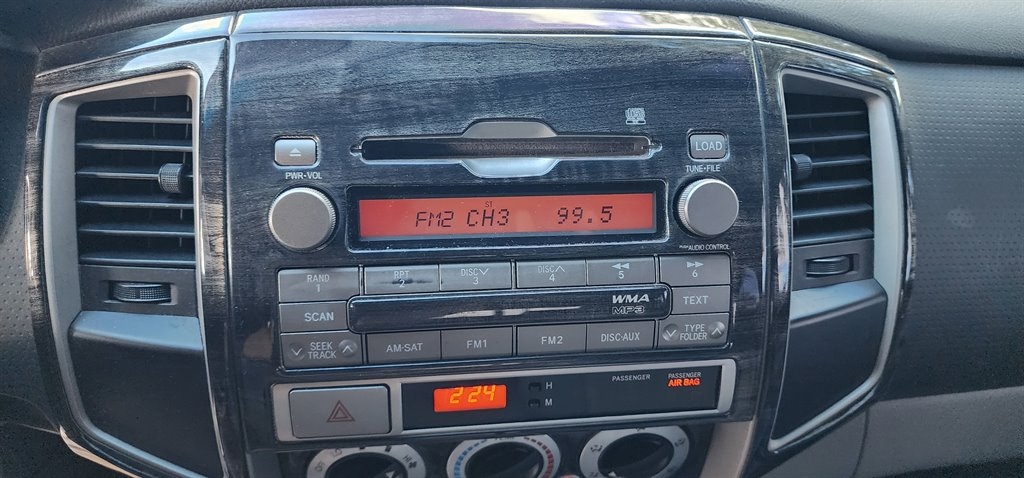 LOAD
PWR•VOL
TUNE•FILE
ST
FM2 CH3 99.5
PUSH AUDIO CONTROL
RAND
1
RPT
2
DISC
3
DISC
4
5
6
SCAN
WMA
MP3
TEXT
SEEK
TRACK
AM•SAT
FM1
FM2
DISC•AUX
TYPE
FOLDER
2:24
H
M
PASSENGER
PASSENGER
AIR BAG